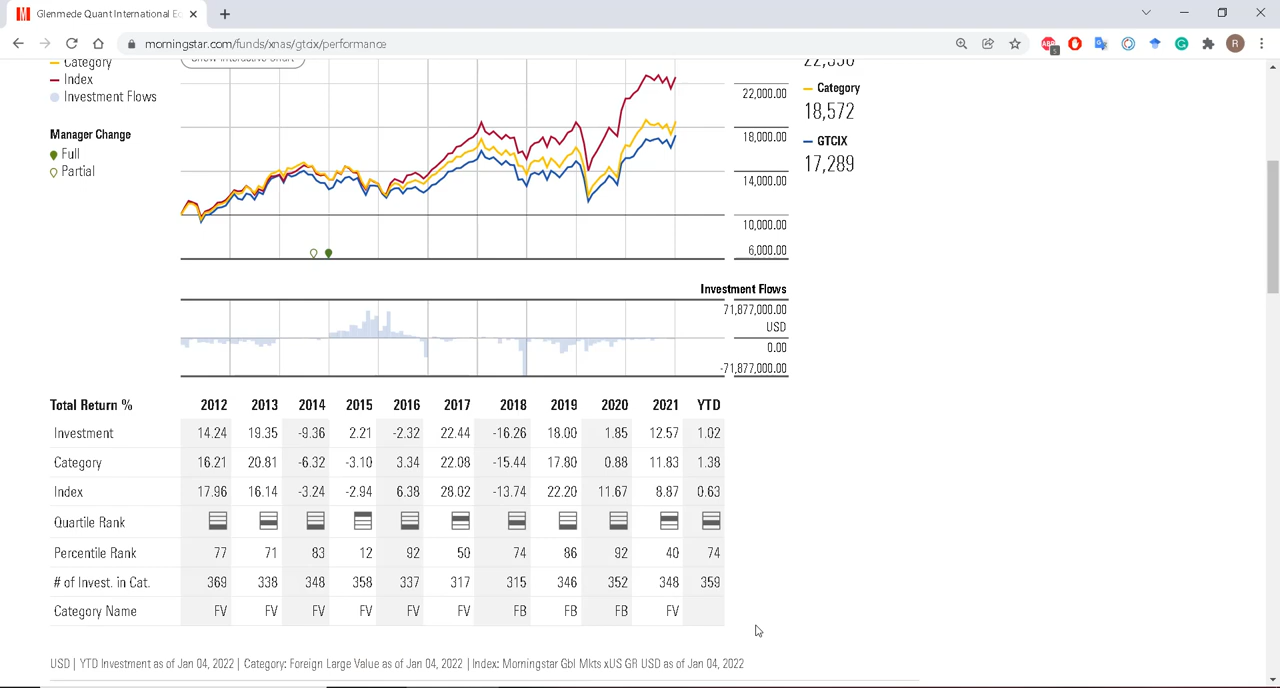 Glenmede Quant International Ec
morningstar.com/funds/xnas/gtcix/performance
Category
Index
Investment Flows
Manager Change
Full
Partial
22,000.00
18,000.00
14,000.00
10,000.00
6,000.00
Category
18,572
GTCIX
17,289
Investment Flows
71,877,000.00
USD
0.00
-71,877,000.00
Total Return % 2012 2013 2014 2015 2016 2017 2018 2019 2020 2021 YTD
Investment 14.24 19.35 -9.36 2.21 -2.32 22.44 -16.26 18.00 1.85 12.57 1.02
Category 16.21 20.81 -6.32 -3.10 3.34 22.08 -15.44 17.80 0.88 11.83 1.38
Index 17.96 16.14 -3.24 -2.94 6.38 28.02 -13.74 22.20 11.67 8.87 0.63
Quartile Rank
Percentile Rank 77 71 83 12 92 50 74 86 92 40 74
# of Invest. in Cat. 369 338 348 358 337 317 315 346 352 348 359
Category Name FV FV FV FV FV FV FB FB FB FV
USD | YTD Investment as of Jan 04, 2022 | Category: Foreign Large Value as of Jan 04, 2022 | Index: Morningstar Gbl Mkts xUS GR USD as of Jan 04, 2022